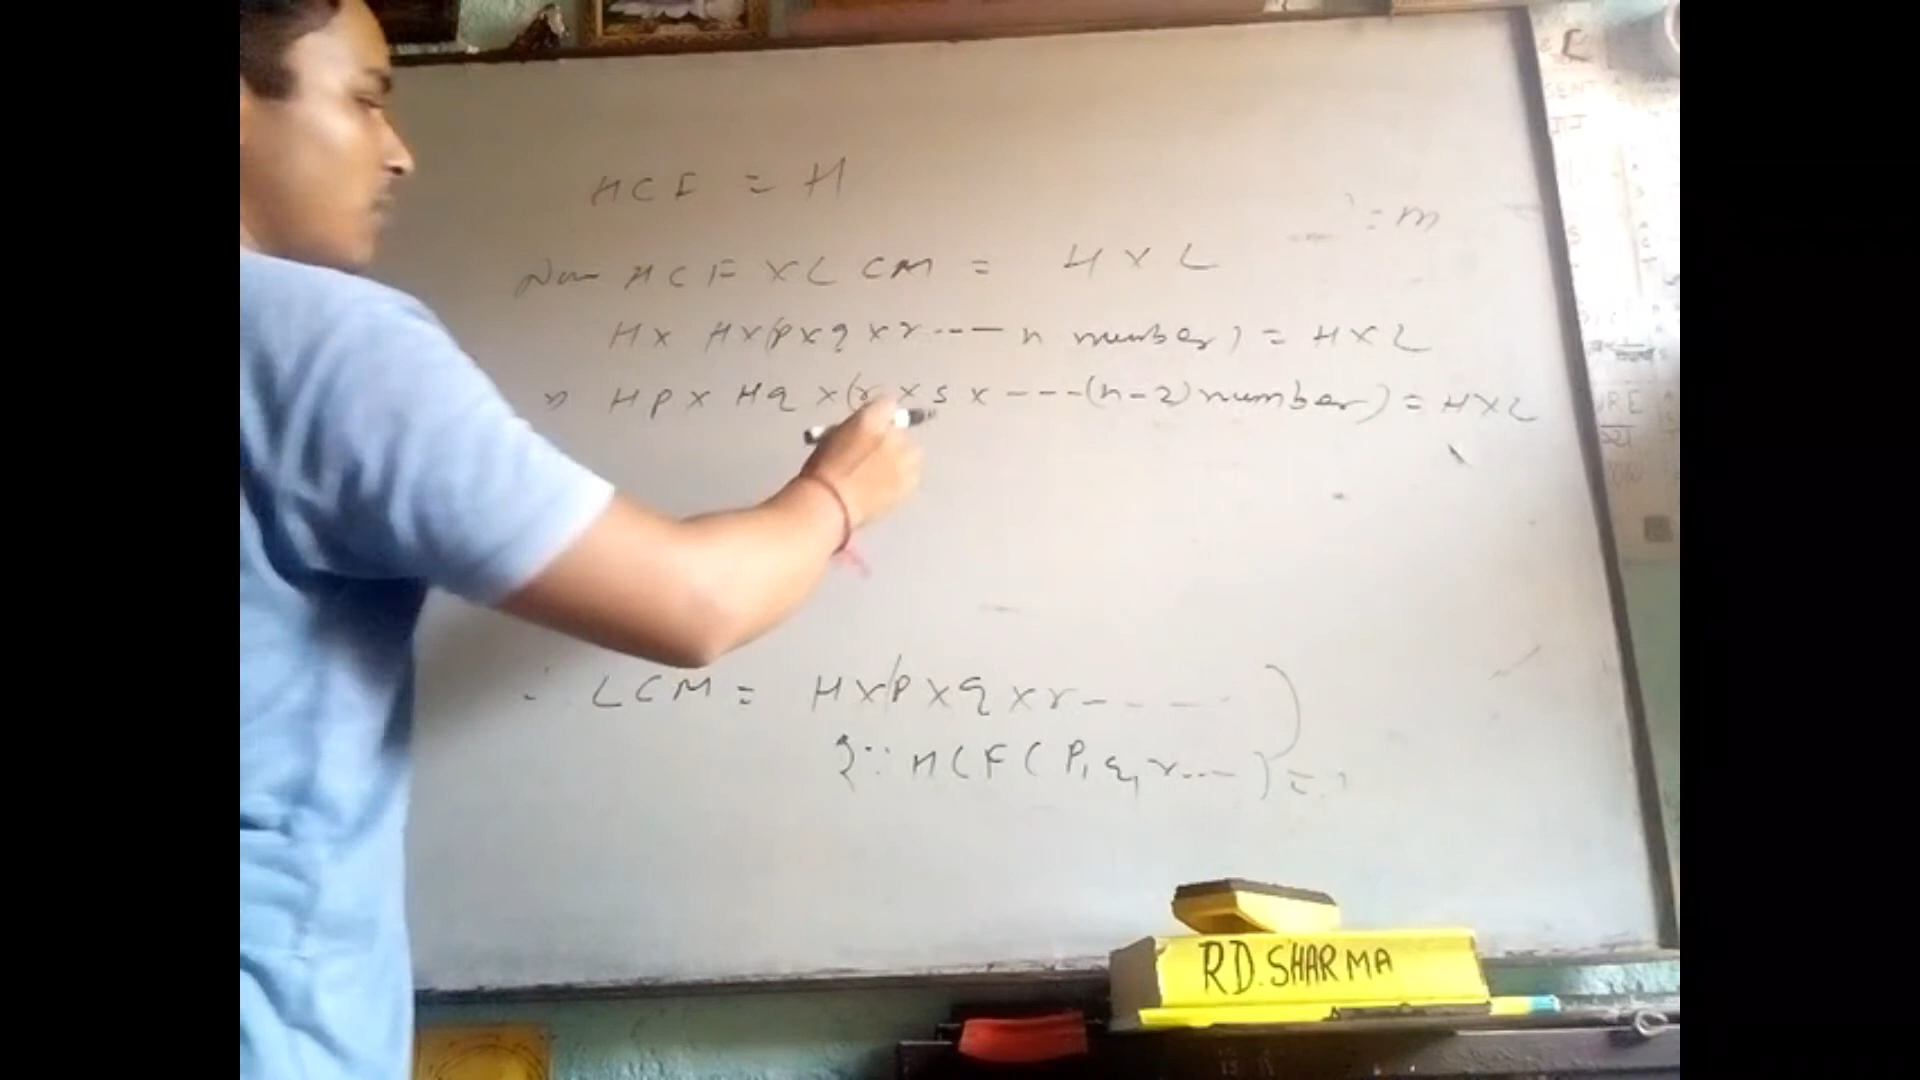 HCF = H
= m
Now HCF X LCM = H X L
H X H X (p X q X r ---- n number) = H X L
⇒ Hp X Hq X (r X s X ---- (n-2) number) = H X L
∴ LCM = H X p X q X r - - - -
{∵ HCF (P, q, r ...-) =
RD. SHARMA